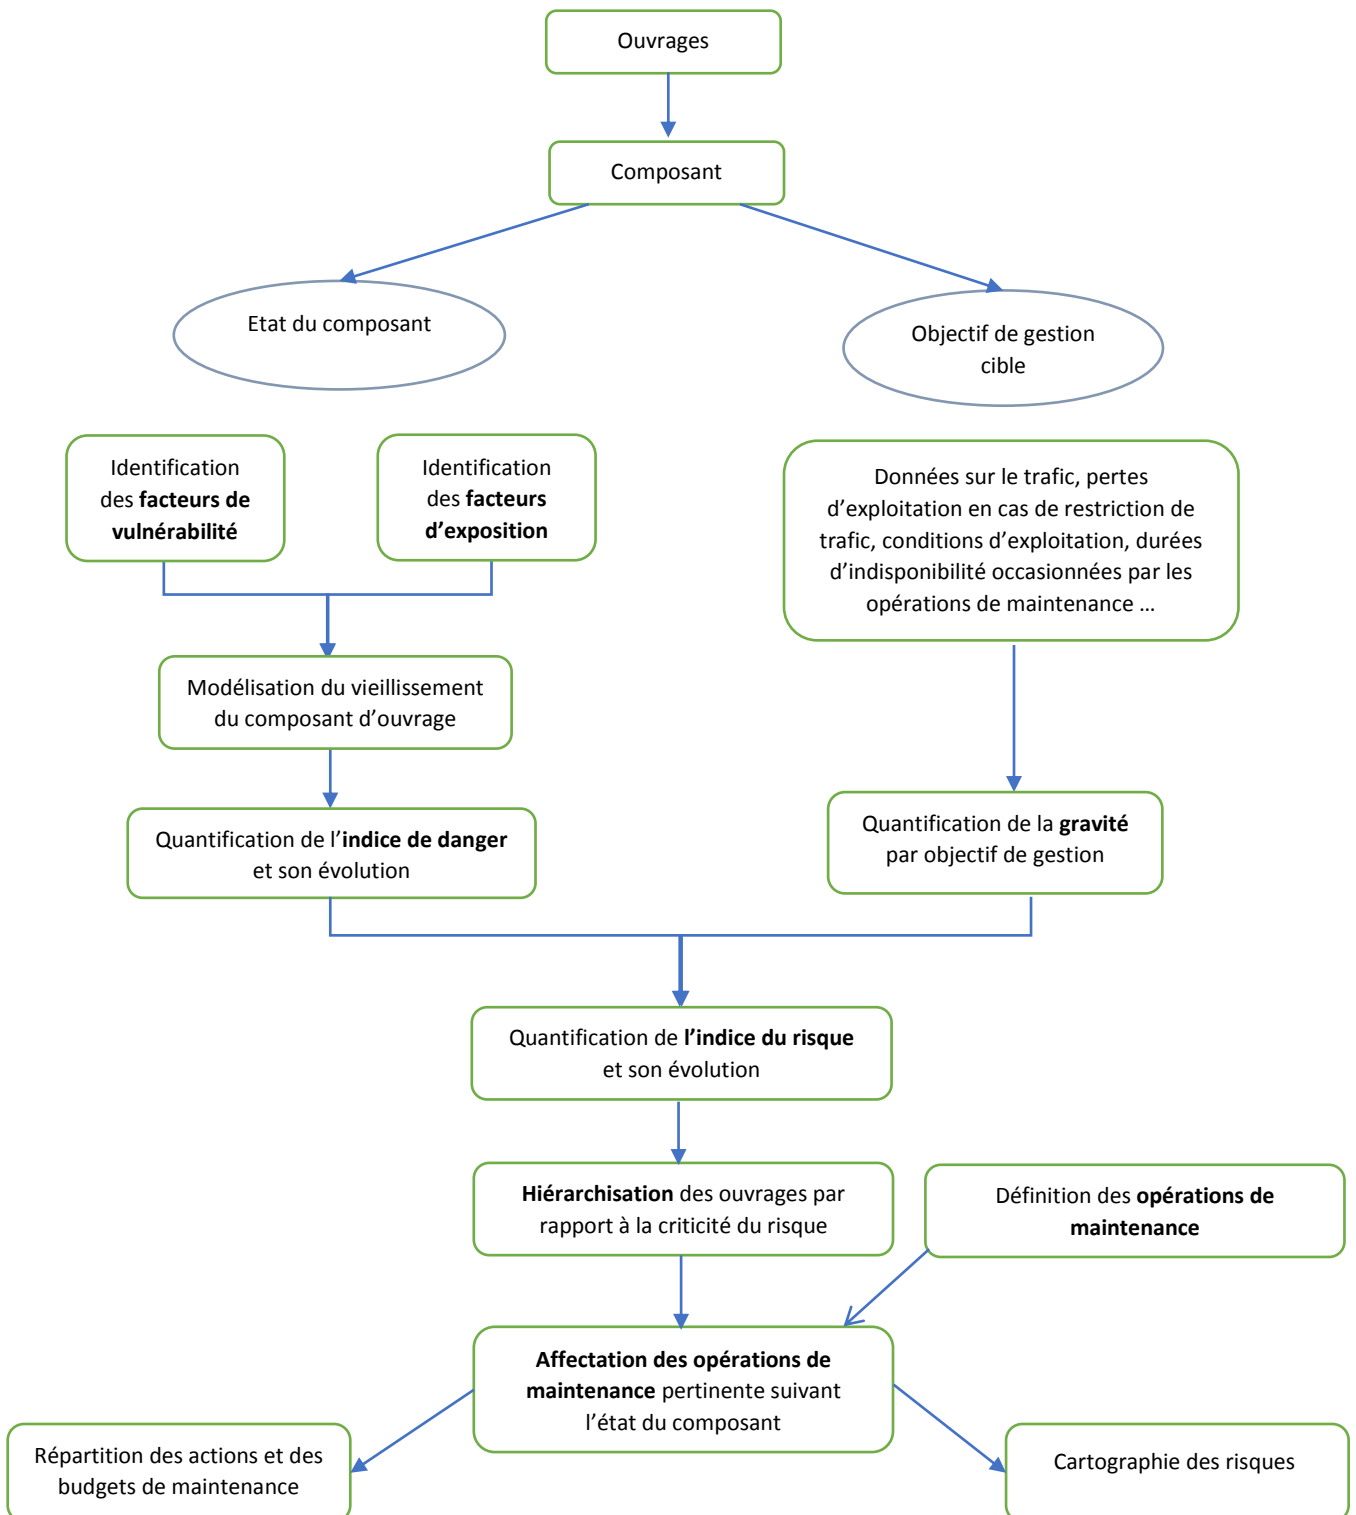 Ouvrages
Composant
Etat du composant
Objectif de gestion
cible
Identification
des facteurs de
vulnérabilité
Identification
des facteurs
d’exposition
Données sur le trafic, pertes
d’exploitation en cas de restriction de
trafic, conditions d’exploitation, durées
d’indisponibilité occasionnées par les
opérations de maintenance …
Modélisation du vieillissement
du composant d’ouvrage
Quantification de l’indice de danger
et son évolution
Quantification de la gravité
par objectif de gestion
Quantification de l’indice du risque
et son évolution
Hiérarchisation des ouvrages par
rapport à la criticité du risque
Définition des opérations de
maintenance
Affectation des opérations de
maintenance pertinente suivant
l’état du composant
Répartition des actions et des
budgets de maintenance
Cartographie des risques